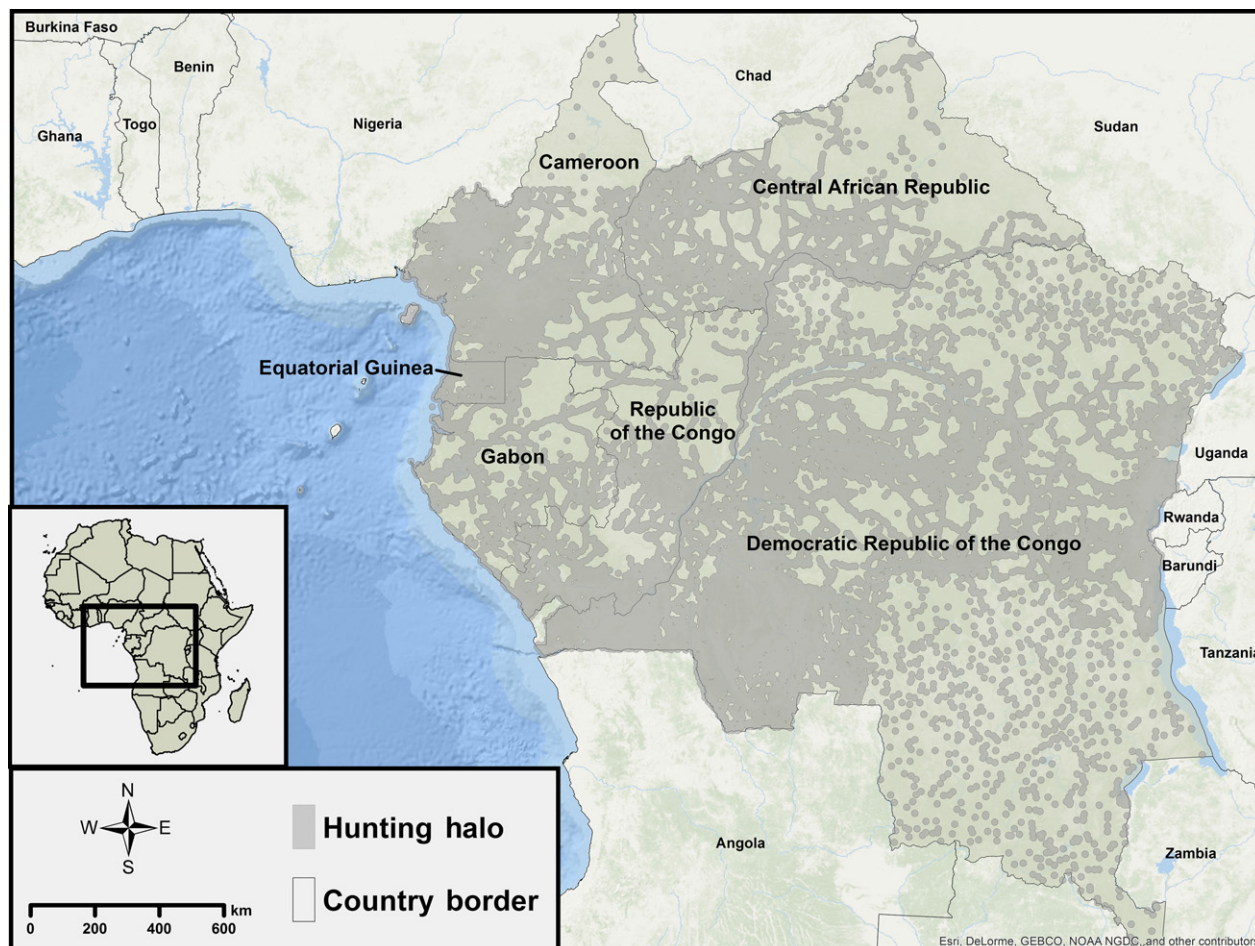 Burkina Faso
Benin
Chad
Ghana
Togo
Nigeria
Sudan
Cameroon
Central African Republic
Equatorial Guinea
Republic
of the Congo
Gabon
Uganda
Rwanda
Democratic Republic of the Congo
Barundi
Tanzania
N
W
E
S
Hunting halo
Country border
0
200
400
600
km
Angola
Zambia
Esri, DeLorme, GEBCO, NOAA NGDC, and other contributors